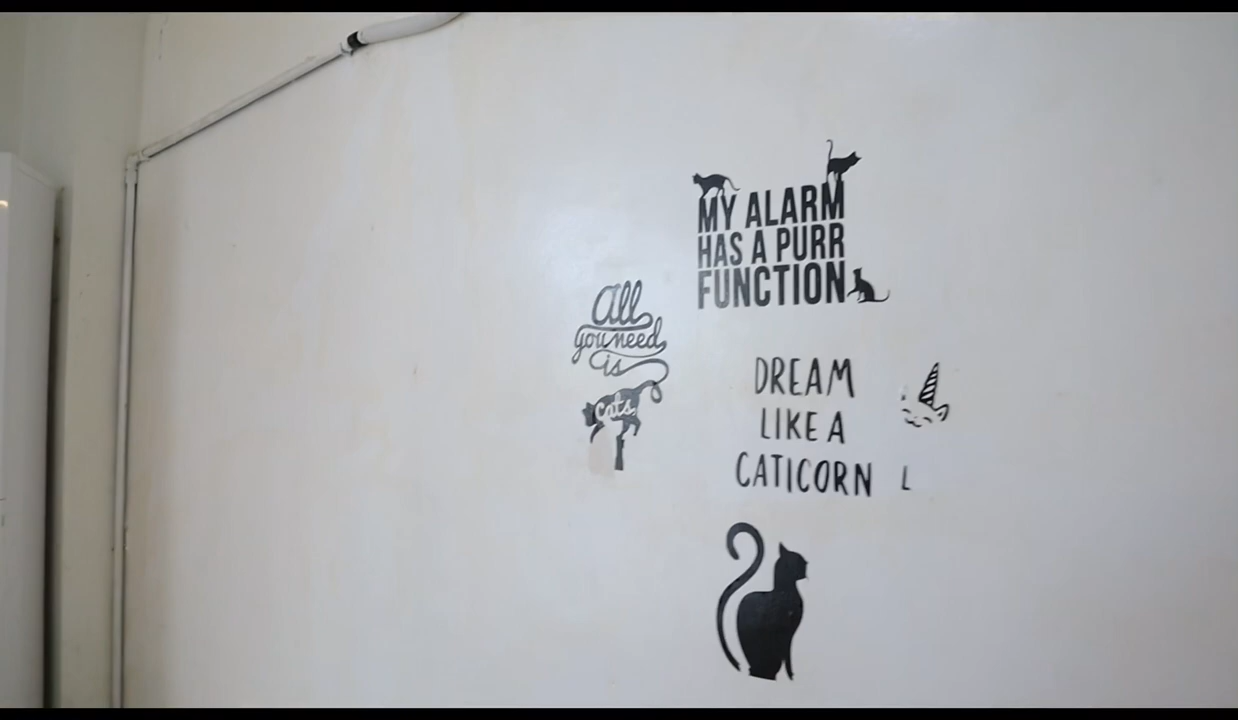 MY ALARM
HAS A PURR
FUNCTION
All
you need
is
cats.
DREAM
LIKE A
CATICORN
L